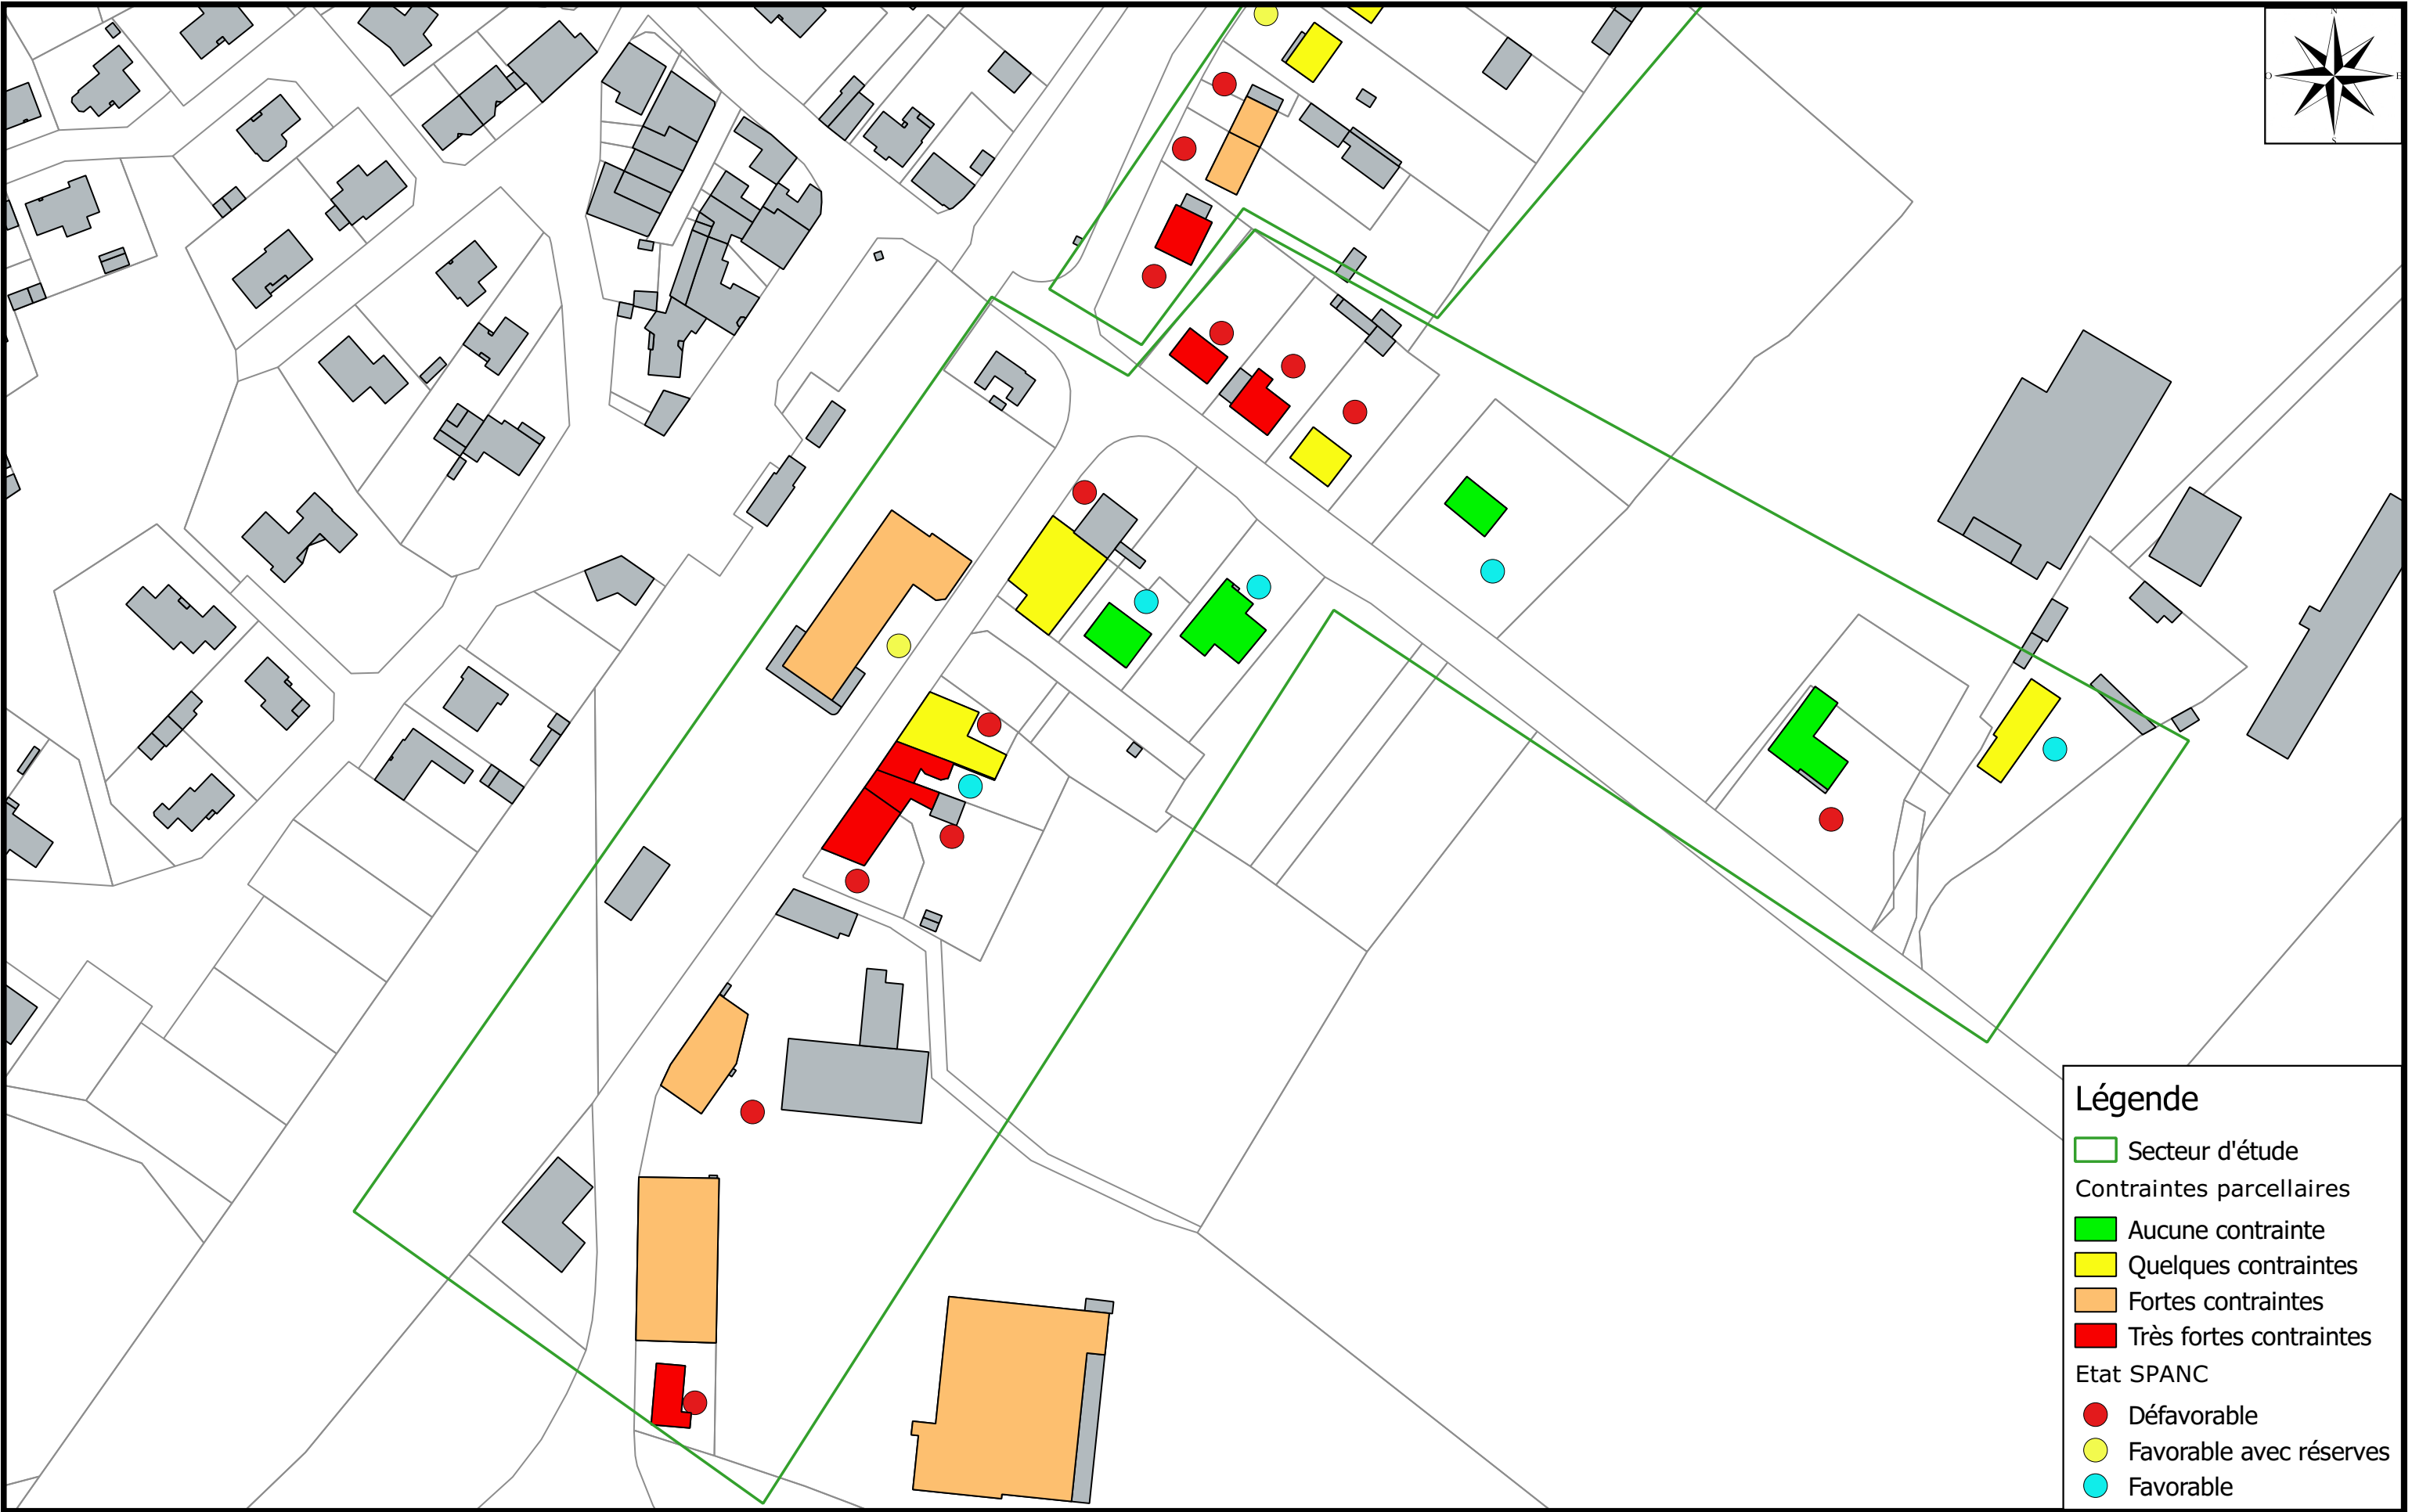 N
O
E
S
Légende
Secteur d'étude
Contraintes parcellaires
Aucune contrainte
Quelques contraintes
Fortes contraintes
Très fortes contraintes
Etat SPANC
Défavorable
Favorable avec réserves
Favorable